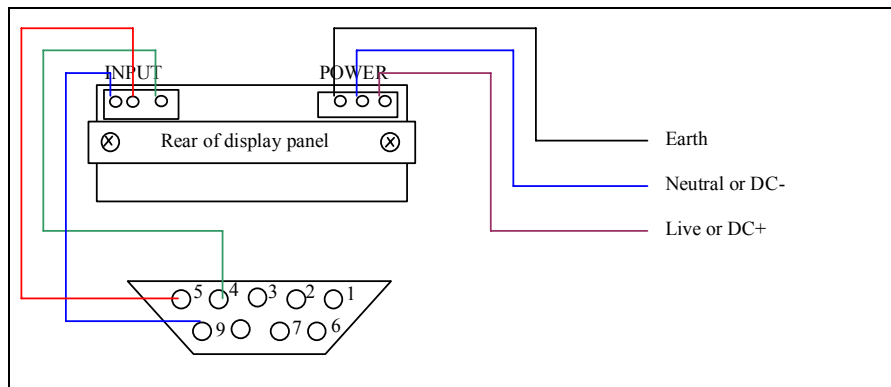 INPUT POWER
Rear of display panel
Earth
Neutral or DC-
Live or DC+
5 4 3 2 1
9 7 6